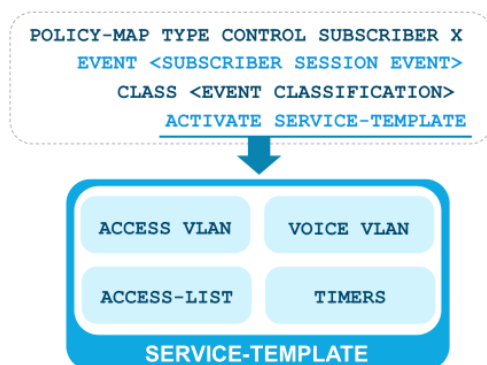 POLICY-MAP TYPE CONTROL SUBSCRIBER X
EVENT <SUBSCRIBER SESSION EVENT>
CLASS <EVENT CLASSIFICATION>
ACTIVATE SERVICE-TEMPLATE
ACCESS VLAN
VOICE VLAN
ACCESS-LIST
TIMERS
SERVICE-TEMPLATE